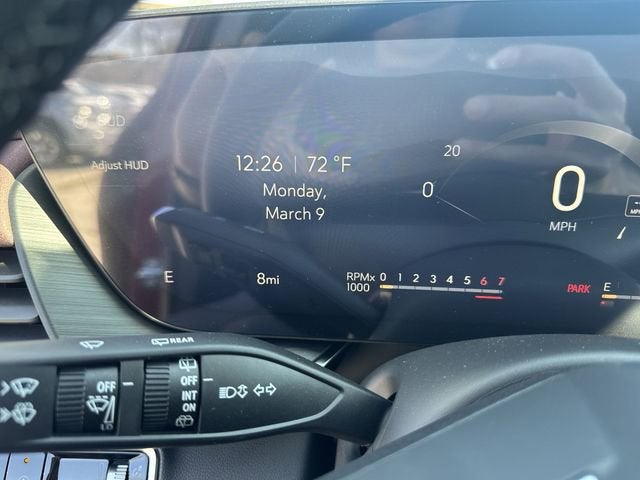 HUD
Adjust HUD
12:26 | 72 °F
Monday,
March 9
20
0
0
MPH
E
8mi
RPMx
1000
0 1 2 3 4 5 6 7
PARK
E
REAR
OFF
OFF
INT
ON